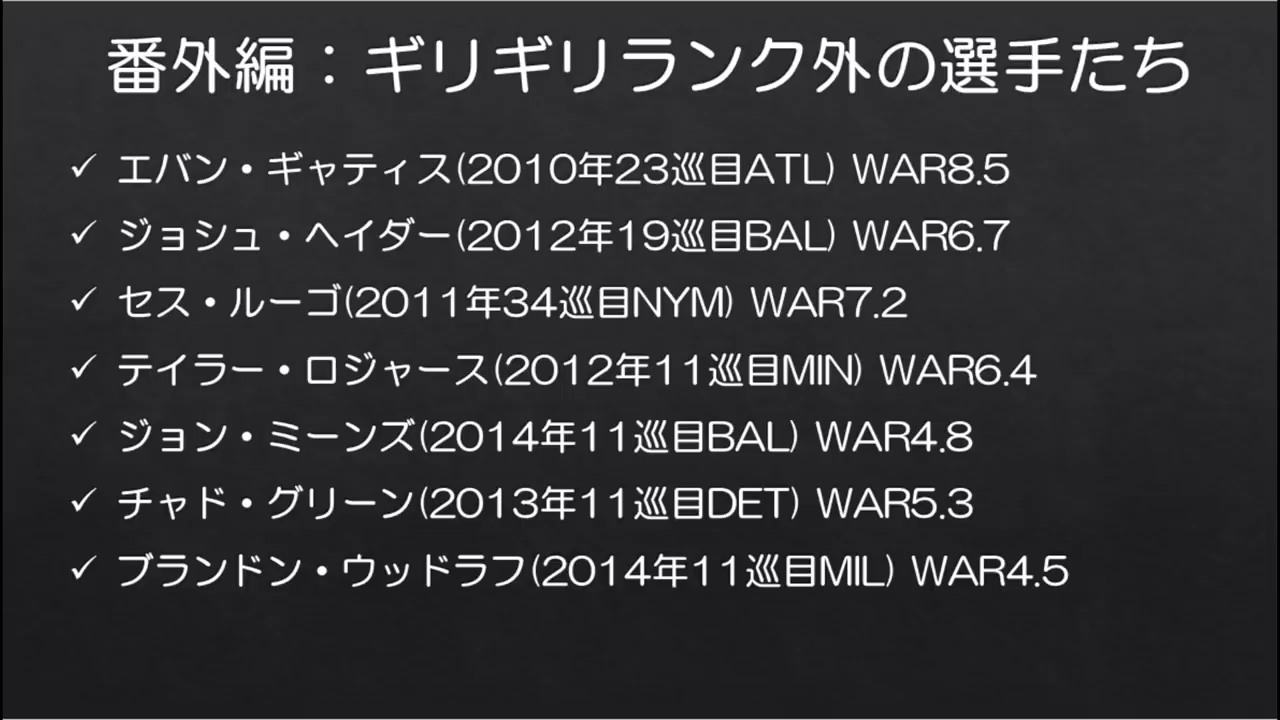 番外編：ギリギリランク外の選手たち
✓ エバン・ギャティス(2010年23巡目ATL) WAR8.5
✓ ジョシュ・ヘイダー(2012年19巡目BAL) WAR6.7
✓ セス・ルーゴ(2011年34巡目NYM) WAR7.2
✓ テイラー・ロジャース(2012年11巡目MIN) WAR6.4
✓ ジョン・ミーンズ(2014年11巡目BAL) WAR4.8
✓ チャド・グリーン(2013年11巡目DET) WAR5.3
✓ ブランドン・ウッドラフ(2014年11巡目MIL) WAR4.5